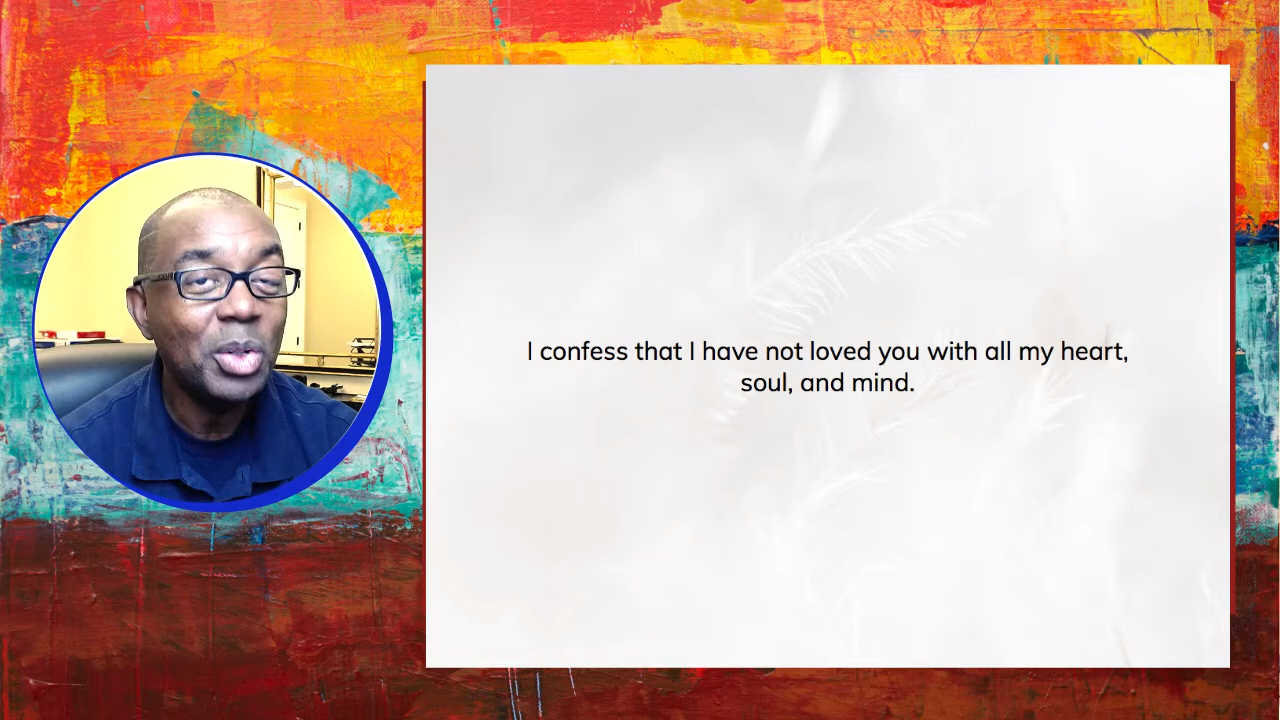 I confess that I have not loved you with all my heart,
soul, and mind.